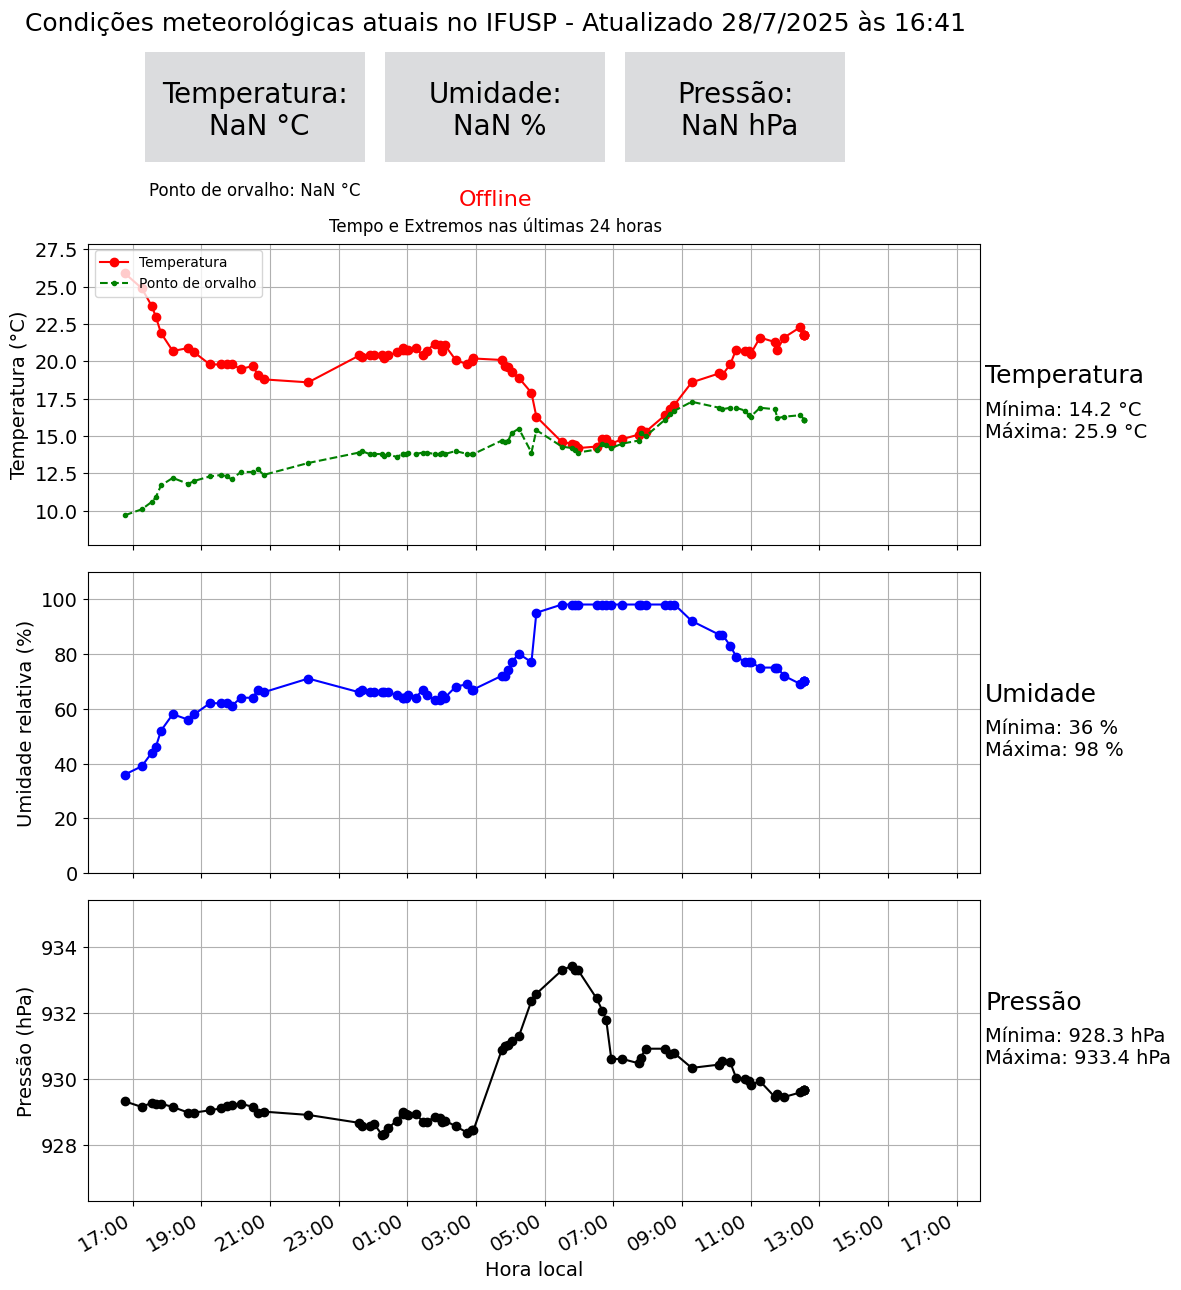 Condições meteorológicas atuais no IFUSP - Atualizado 28/7/2025 às 16:41
Temperatura:
NaN °C
Umidade:
NaN %
Pressão:
NaN hPa
Ponto de orvalho: NaN °C
Offline
Tempo e Extremos nas últimas 24 horas
Temperatura
Ponto de orvalho
Temperatura (°C)
27.5
25.0
22.5
20.0
17.5
15.0
12.5
10.0
Temperatura
Mínima: 14.2 °C
Máxima: 25.9 °C
Umidade relativa (%)
100
80
60
40
20
0
Umidade
Mínima: 36 %
Máxima: 98 %
Pressão (hPa)
934
932
930
928
Pressão
Mínima: 928.3 hPa
Máxima: 933.4 hPa
17:00 19:00 21:00 23:00 01:00 03:00 05:00 07:00 09:00 11:00 13:00 15:00 17:00
Hora local